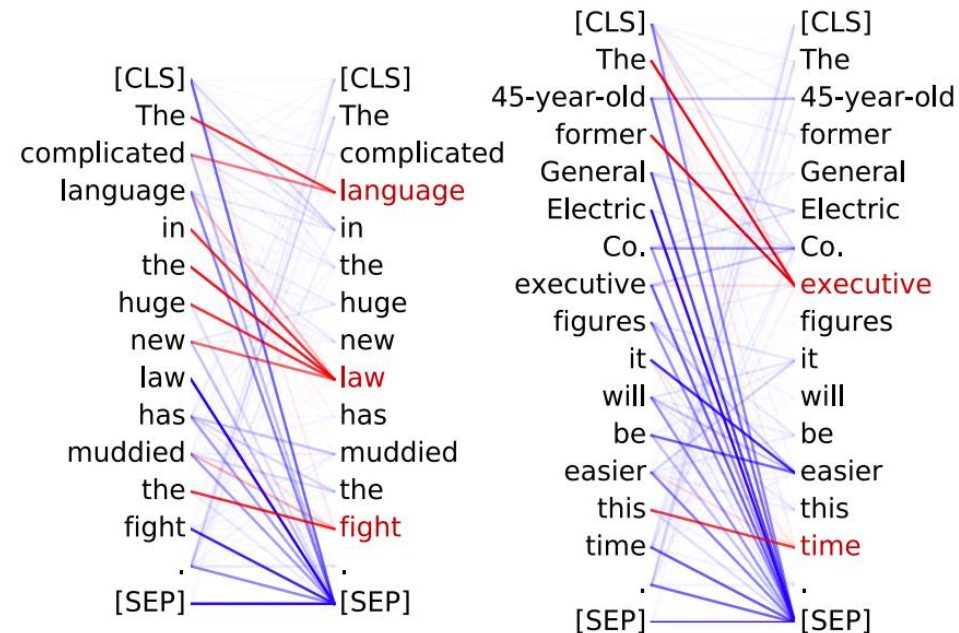 [CLS] [CLS]
The The
complicated complicated
language language
in in
the the
huge huge
new new
law law
has has
muddied muddied
the the
fight fight
. .
[SEP] [SEP]
[CLS] [CLS]
The The
45-year-old 45-year-old
former former
General General
Electric Electric
Co. Co.
executive executive
figures figures
it it
will will
be be
easier easier
this this
time time
. .
[SEP] [SEP]